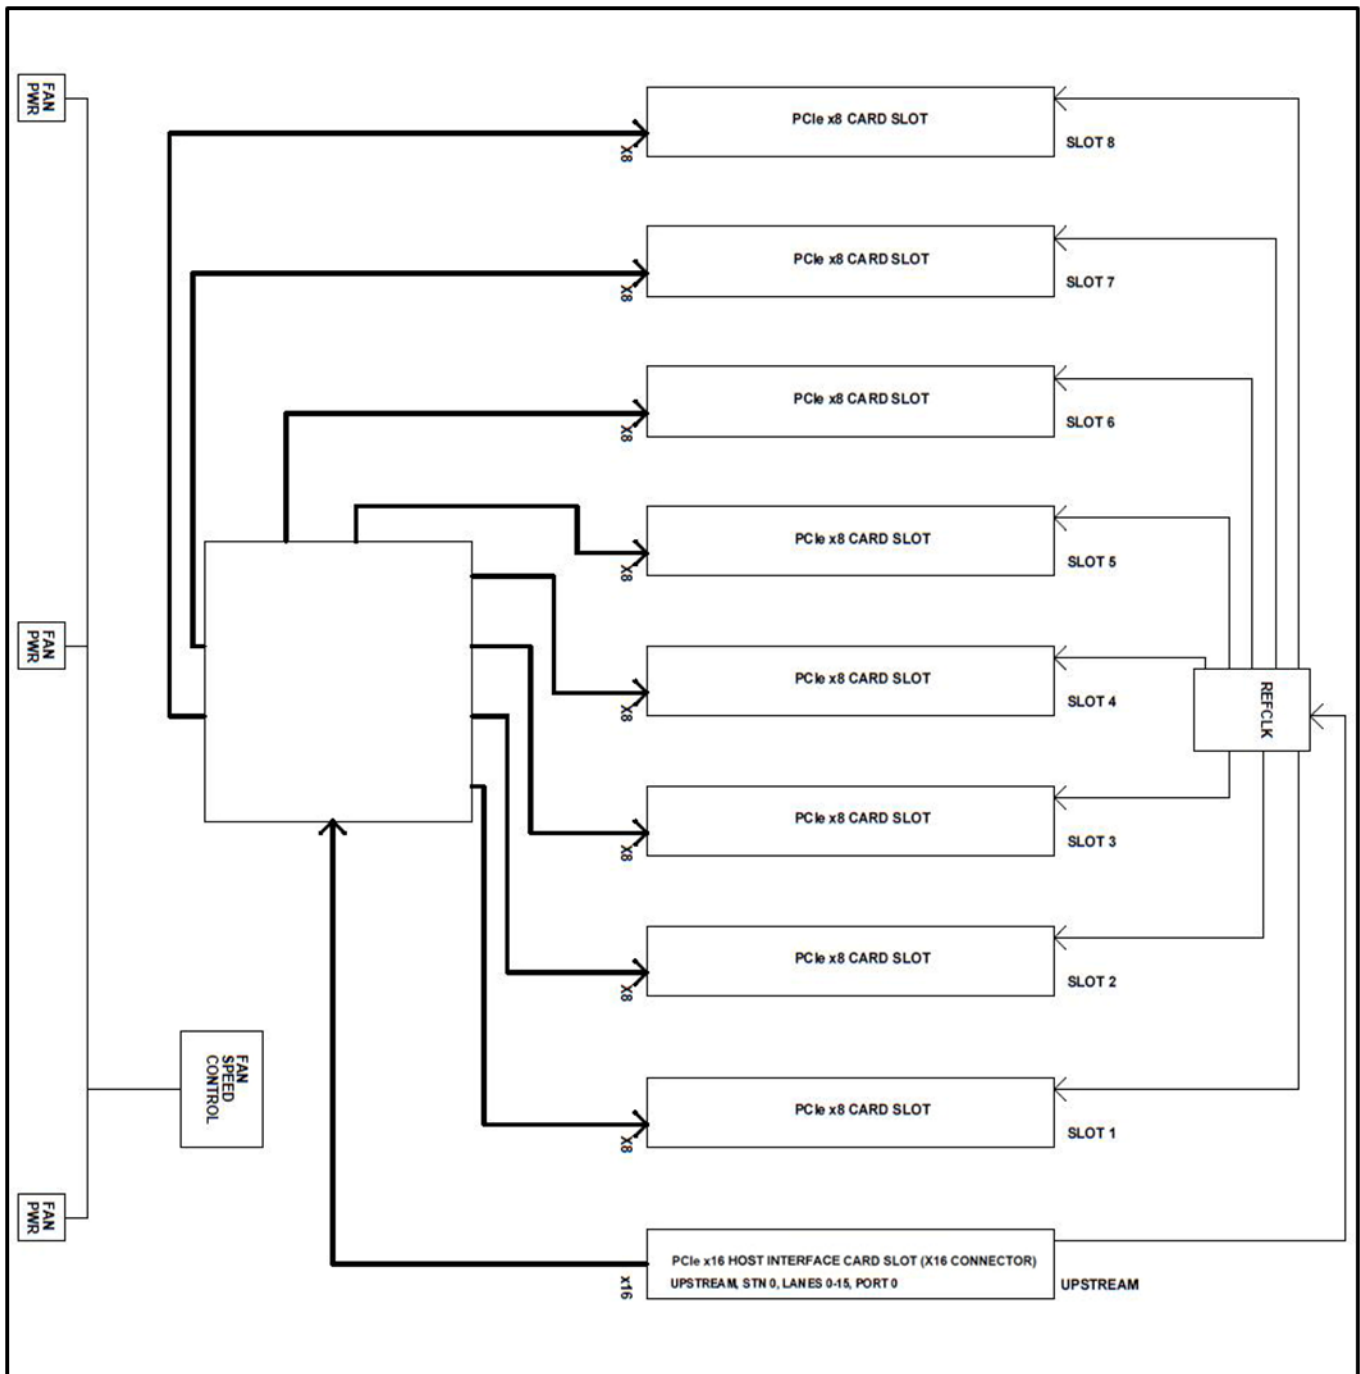 FAN
PWR
PCIe x8 CARD SLOT
X8
SLOT 8
PCIe x8 CARD SLOT
X8
SLOT 7
PCIe x8 CARD SLOT
X8
SLOT 6
PCIe x8 CARD SLOT
X8
SLOT 5
FAN
PWR
PCIe x8 CARD SLOT
X8
SLOT 4
REFCLK
PCIe x8 CARD SLOT
X8
SLOT 3
PCIe x8 CARD SLOT
X8
SLOT 2
FAN
SPEED
CONTROL
PCIe x8 CARD SLOT
X8
SLOT 1
FAN
PWR
PCIe x16 HOST INTERFACE CARD SLOT (X16 CONNECTOR)
UPSTREAM, STN 0, LANES 0-15, PORT 0
x16
UPSTREAM